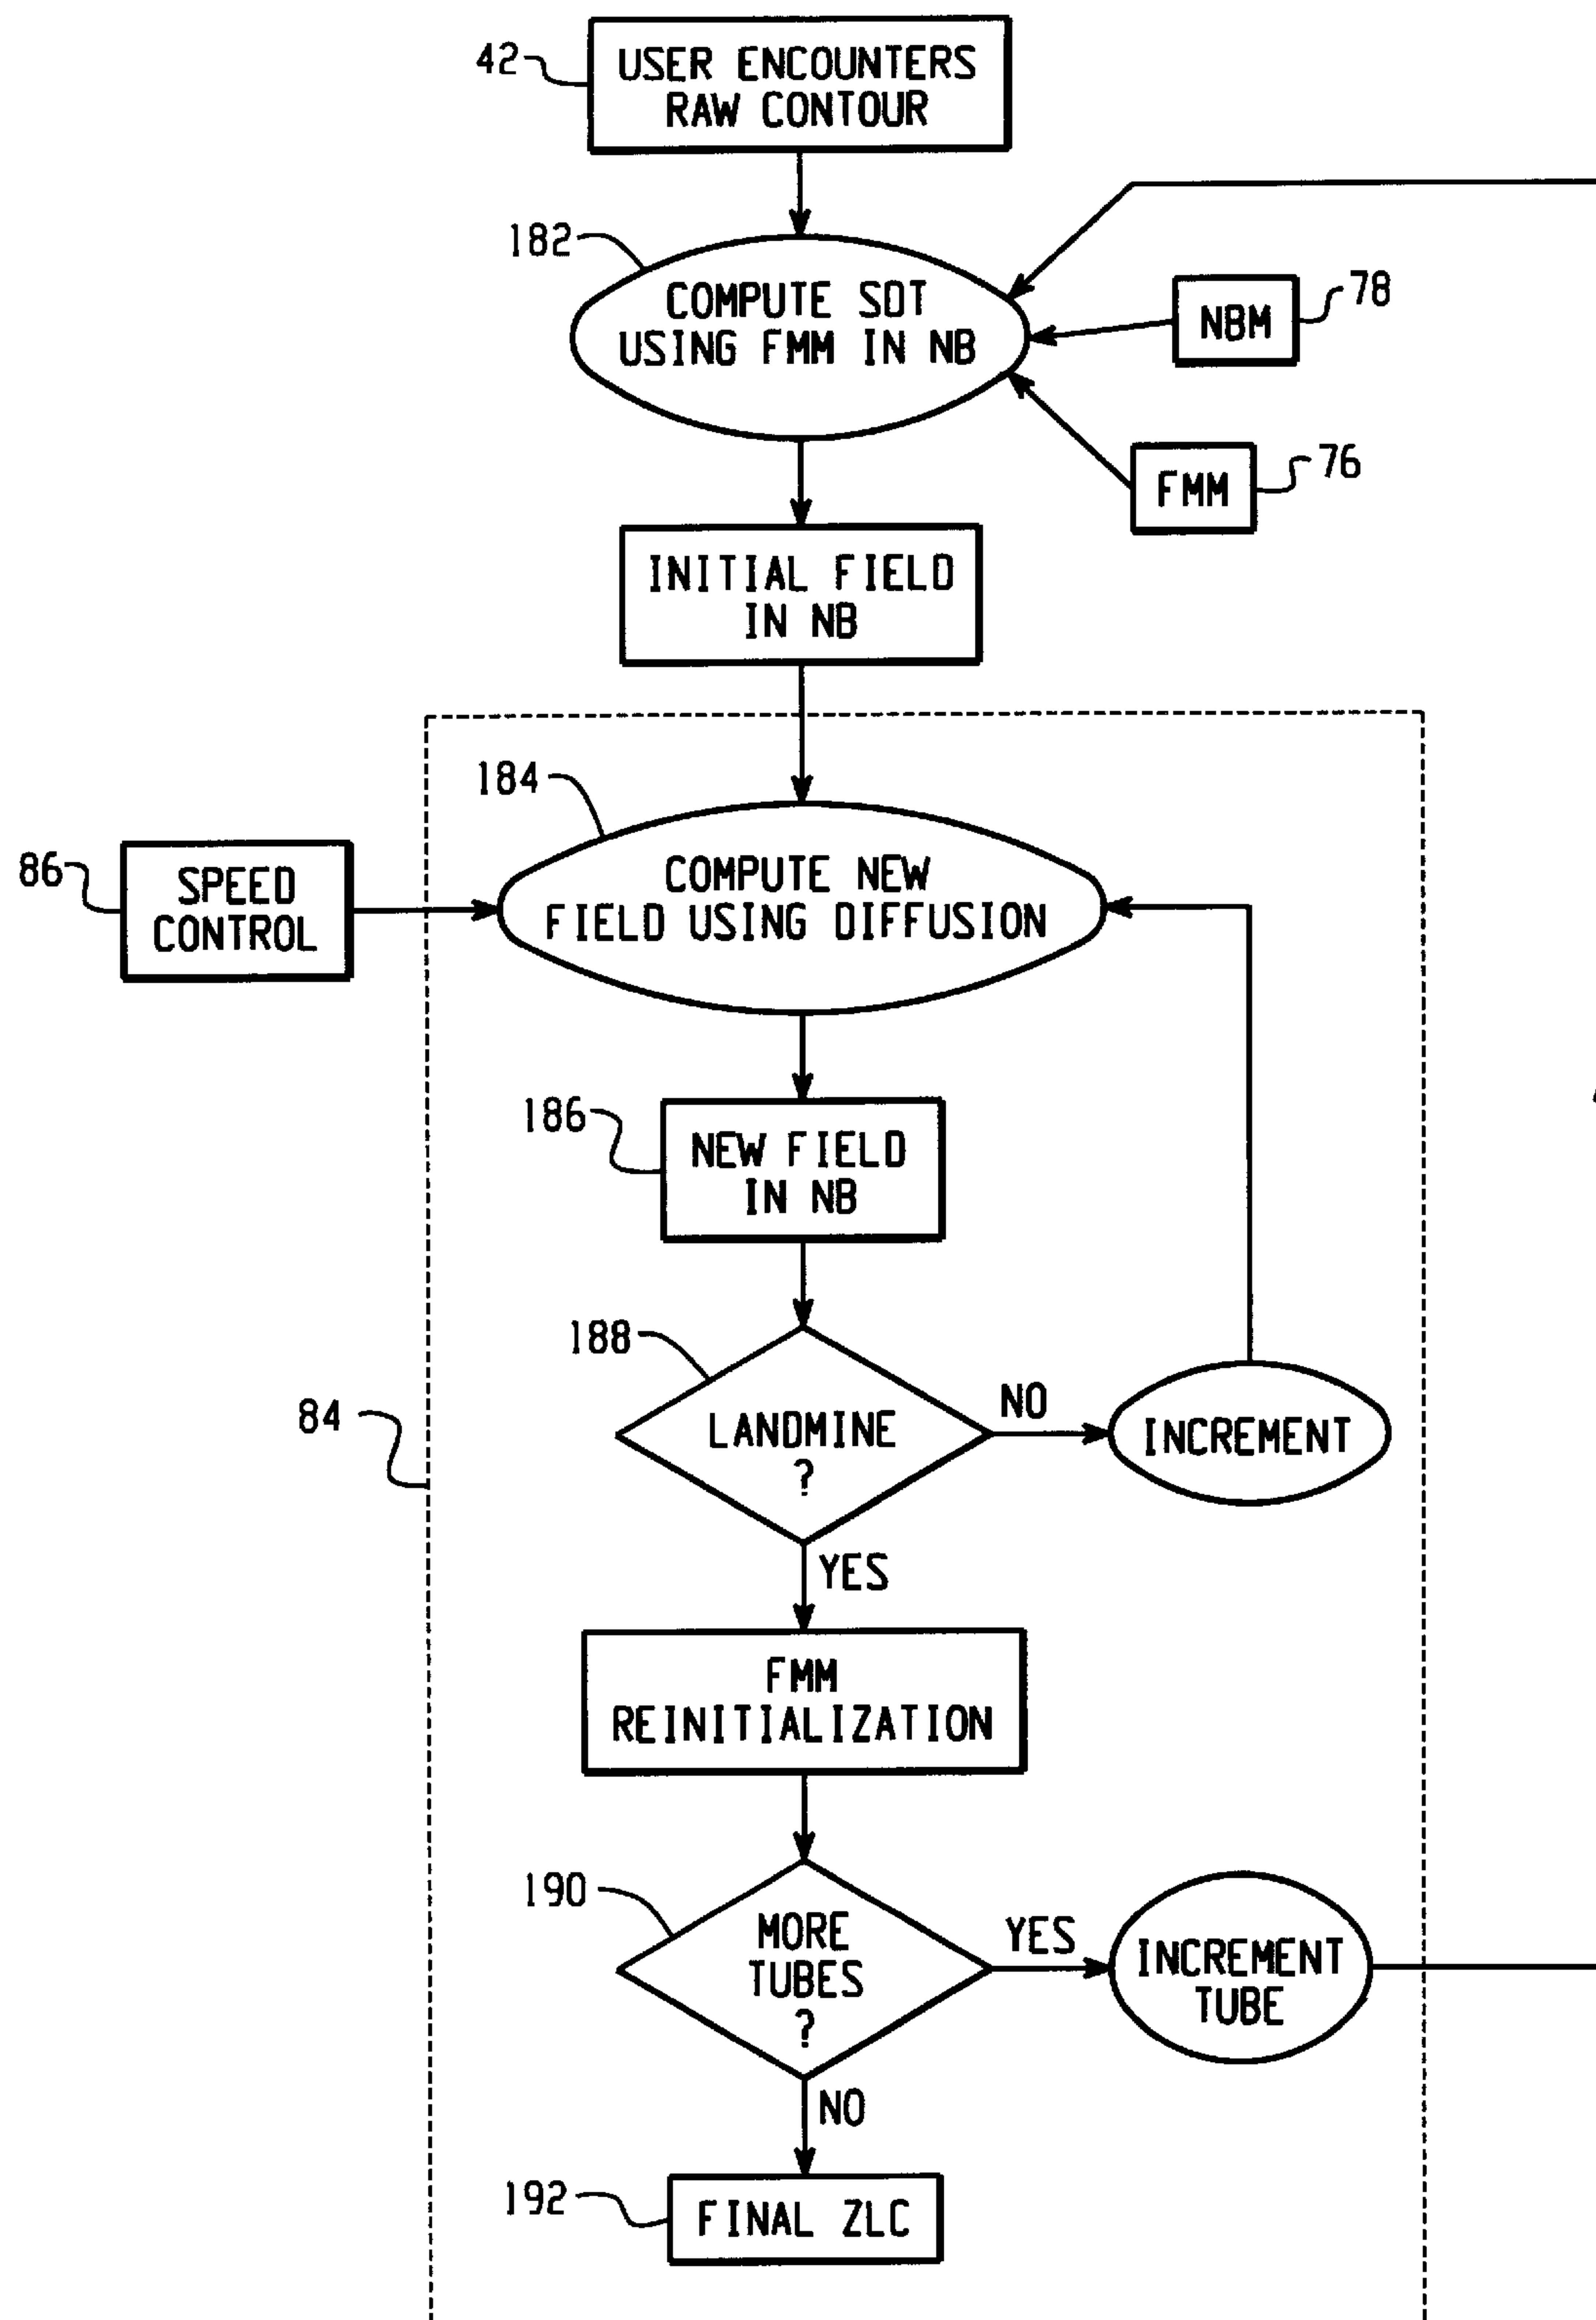 42
USER ENCOUNTERS
RAW CONTOUR
182
COMPUTE SDT
USING FMM IN NB
NBM
78
FMM
76
INITIAL FIELD
IN NB
184
COMPUTE NEW
FIELD USING DIFFUSION
86
SPEED
CONTROL
186
NEW FIELD
IN NB
188
LANDMINE
?
NO
INCREMENT
84
YES
FMM
REINITIALIZATION
190
MORE
TUBES
?
YES
INCREMENT
TUBE
NO
192
FINAL ZLC